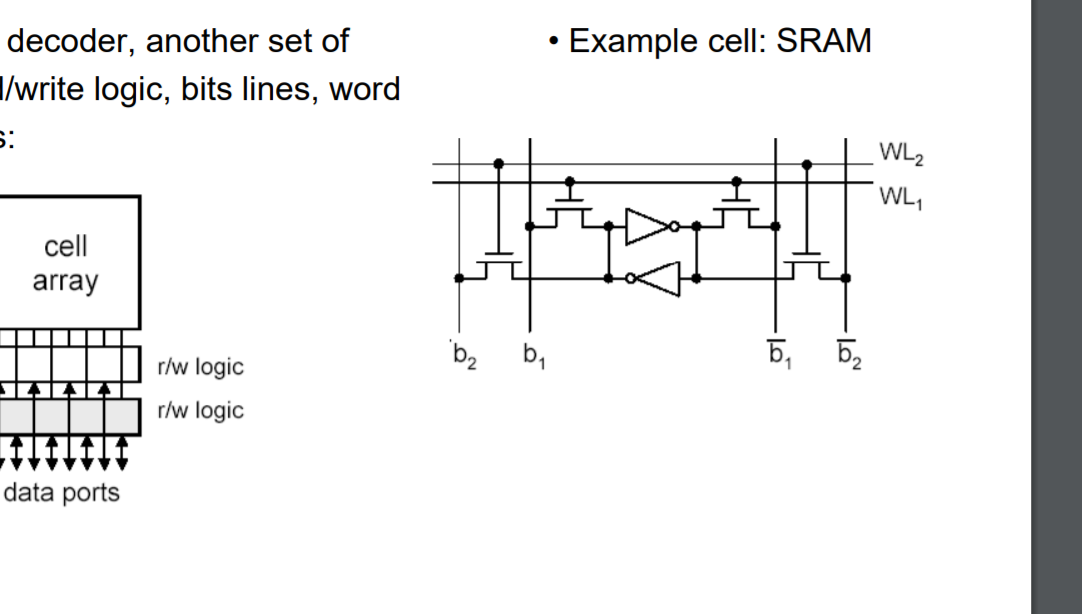 decoder, another set of
/write logic, bits lines, word
:
• Example cell: SRAM
cell
array
r/w logic
r/w logic
data ports
WL₂
WL₁
b₂ b₁ b̅₁ b̅₂